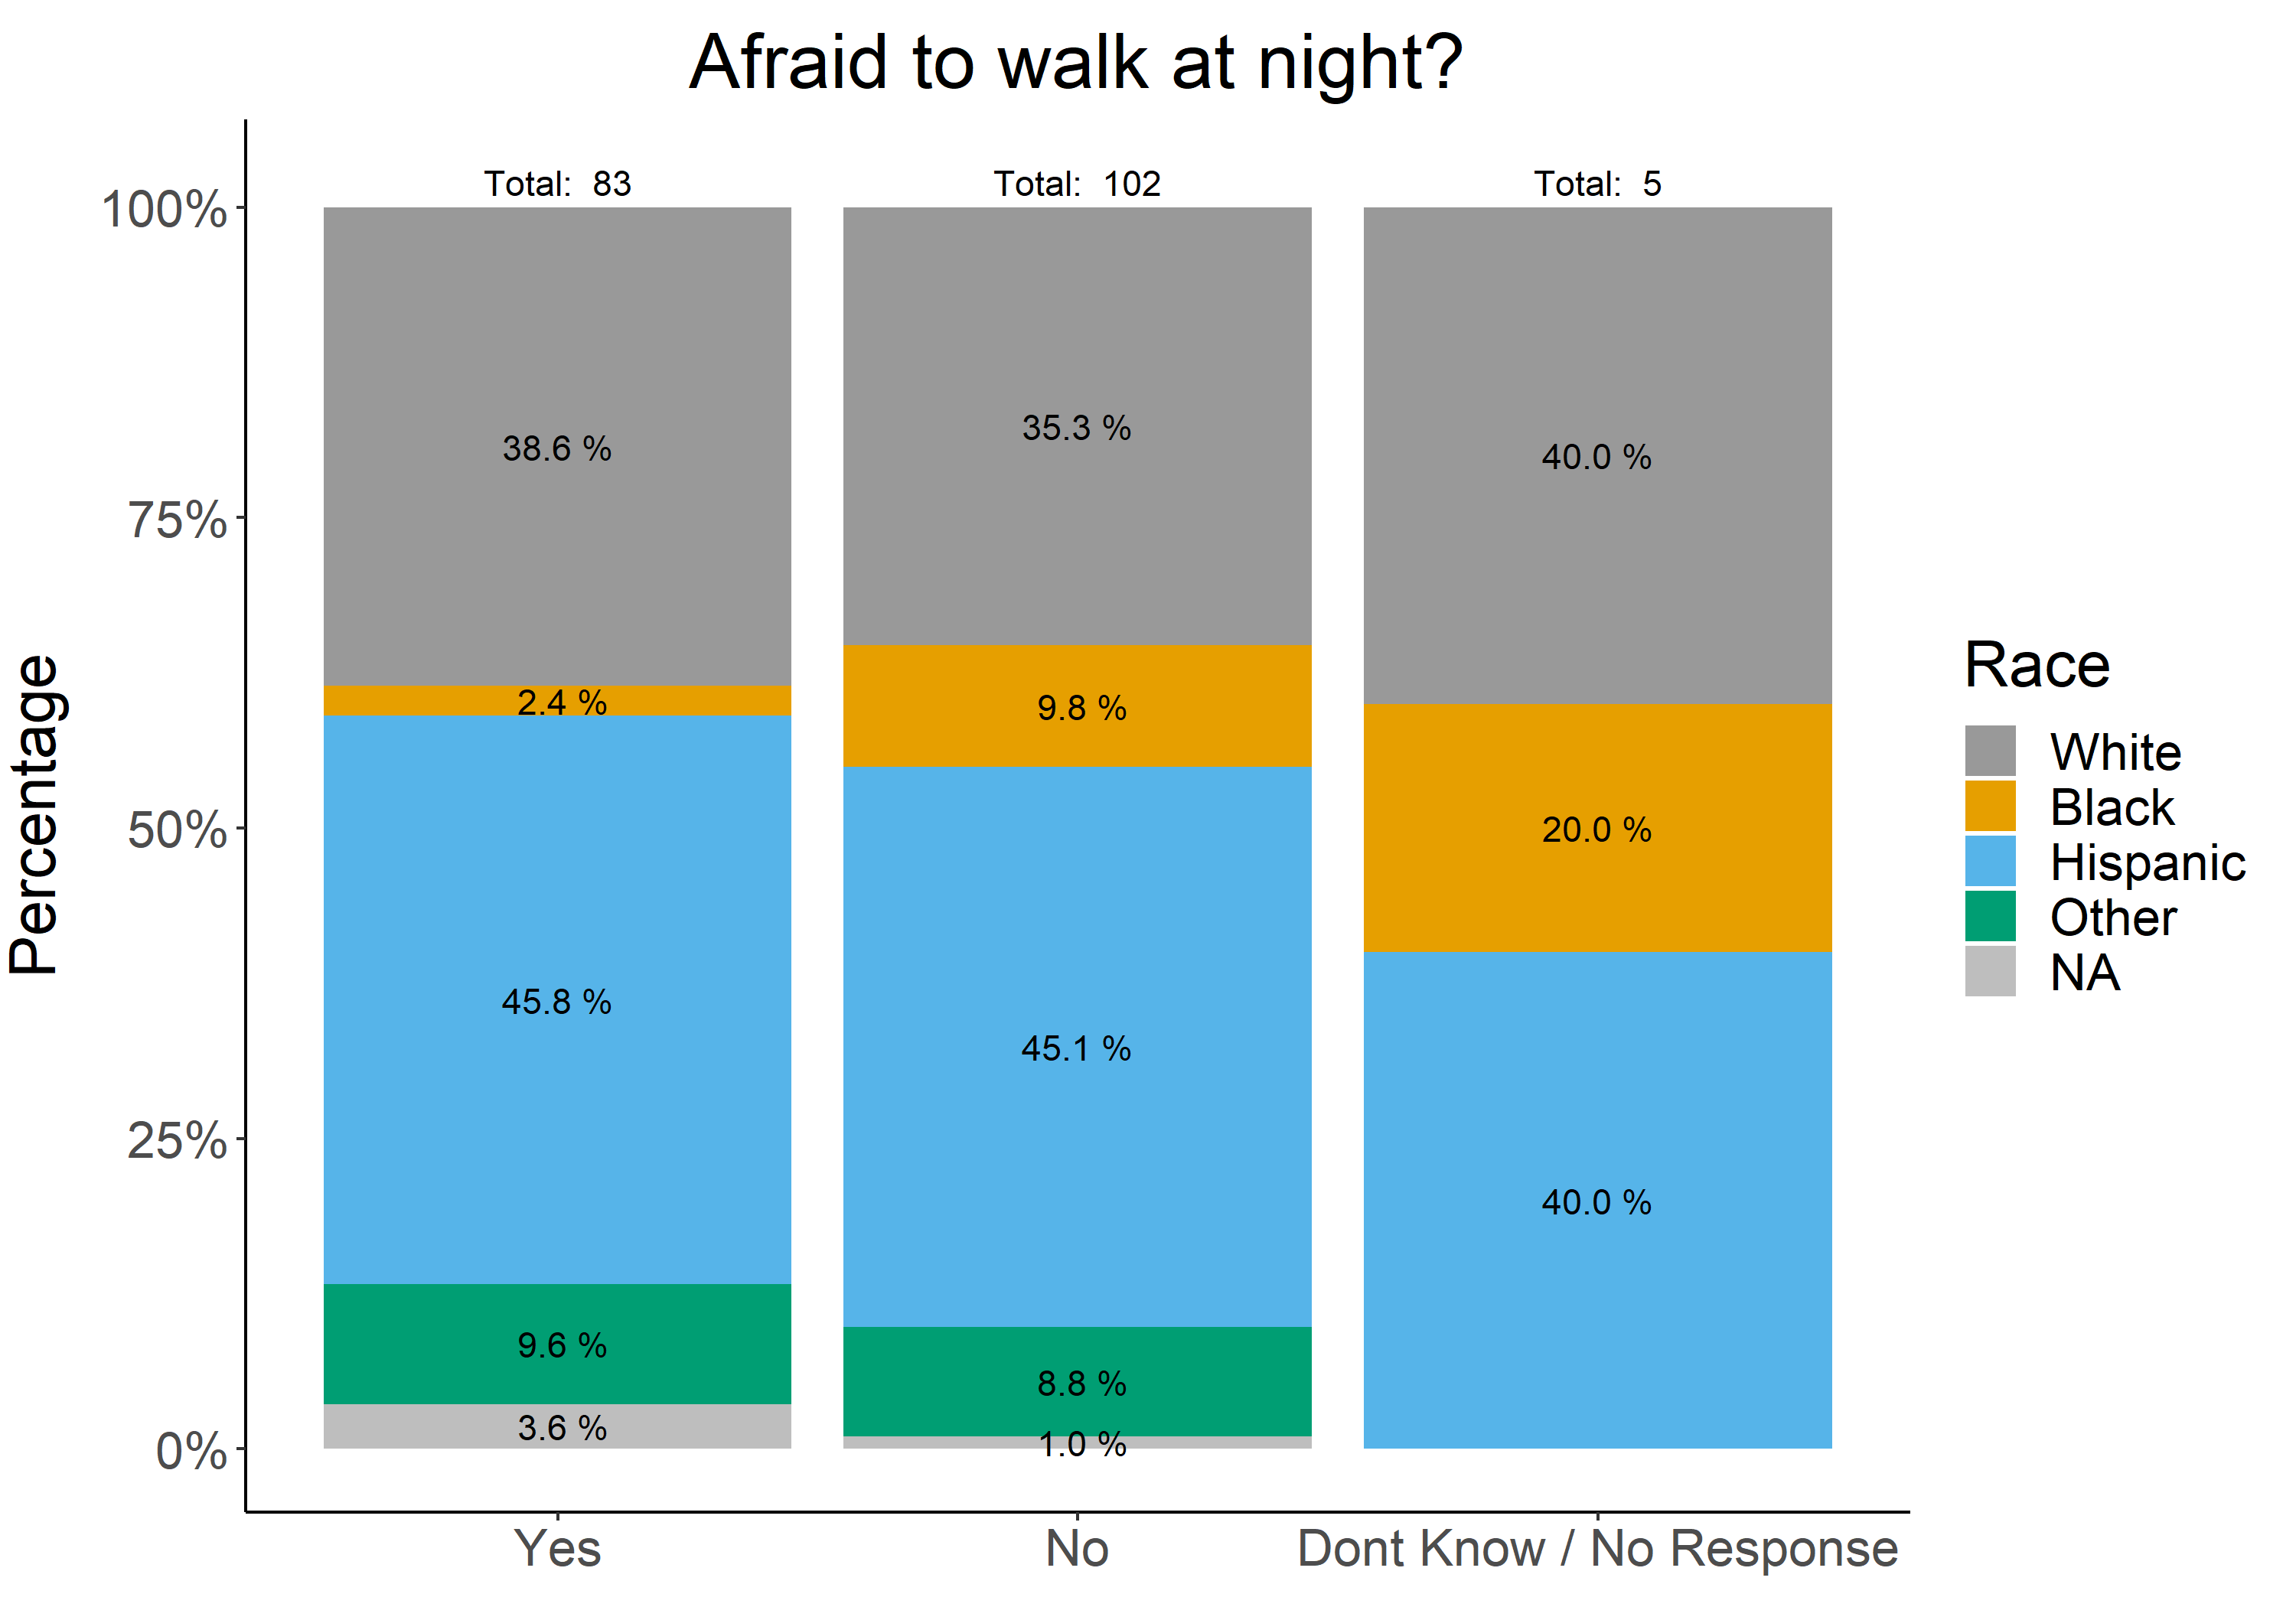 Afraid to walk at night?
Total:  83
Total:  102
Total:  5
100%
75%
50%
25%
0%
Percentage
38.6 %
2.4 %
45.8 %
9.6 %
3.6 %
35.3 %
9.8 %
45.1 %
8.8 %
1.0 %
40.0 %
20.0 %
40.0 %
Yes
No
Dont Know / No Response
Race
White
Black
Hispanic
Other
NA